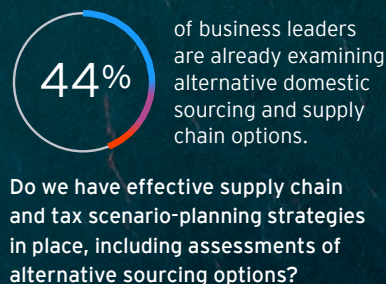 44%
of business leaders
are already examining
alternative domestic
sourcing and supply
chain options.
Do we have effective supply chain
and tax scenario-planning strategies
in place, including assessments of
alternative sourcing options?